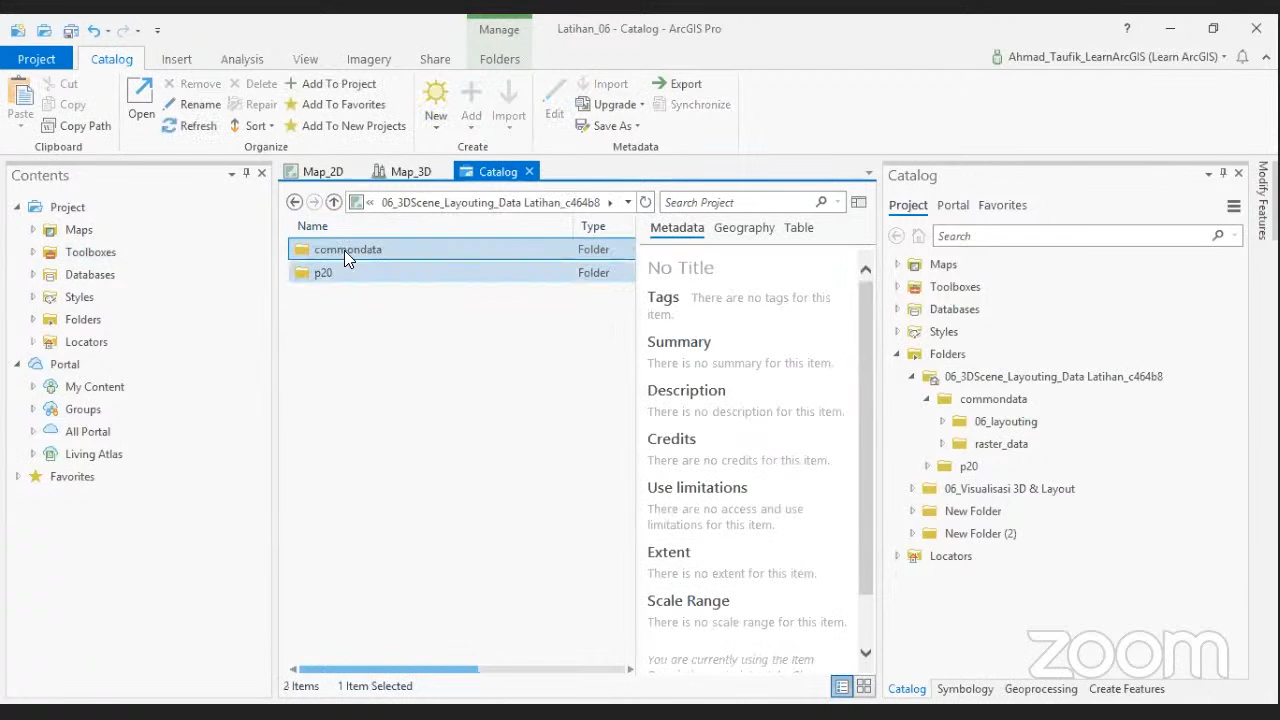 Manage
Latihan_06 - Catalog - ArcGIS Pro
?
Project
Catalog
Insert
Analysis
View
Imagery
Share
Folders
Ahmad_Taufik_LearnArcGIS (Learn ArcGIS)
Paste
Cut
Copy
Copy Path
Clipboard
Open
Remove
Delete
Add To Project
Rename
Repair
Add To Favorites
Refresh
Sort
Add To New Projects
Organize
New
Add
Import
Create
Edit
Import
Export
Upgrade
Synchronize
Save As
Metadata
Contents
Project
Maps
Toolboxes
Databases
Styles
Folders
Locators
Portal
My Content
Groups
All Portal
Living Atlas
Favorites
Map_2D
Map_3D
Catalog
06_3DScene_Layouting_Data Latihan_c464b8
Search Project
Name
Type
commondata
Folder
p20
Folder
2 Items
1 Item Selected
Metadata
Geography
Table
No Title
Tags There are no tags for this
item.
Summary
There is no summary for this item.
Description
There is no description for this item.
Credits
There are no credits for this item.
Use limitations
There are no access and use
limitations for this item.
Extent
There is no extent for this item.
Scale Range
There is no scale range for this item.
You are currently using the Item
Catalog
Project
Portal
Favorites
Search
Maps
Toolboxes
Databases
Styles
Folders
06_3DScene_Layouting_Data Latihan_c464b8
commondata
06_layouting
raster_data
p20
06_Visualisasi 3D & Layout
New Folder
New Folder (2)
Locators
zoom
Catalog
Symbology
Geoprocessing
Create Features
Modify Features